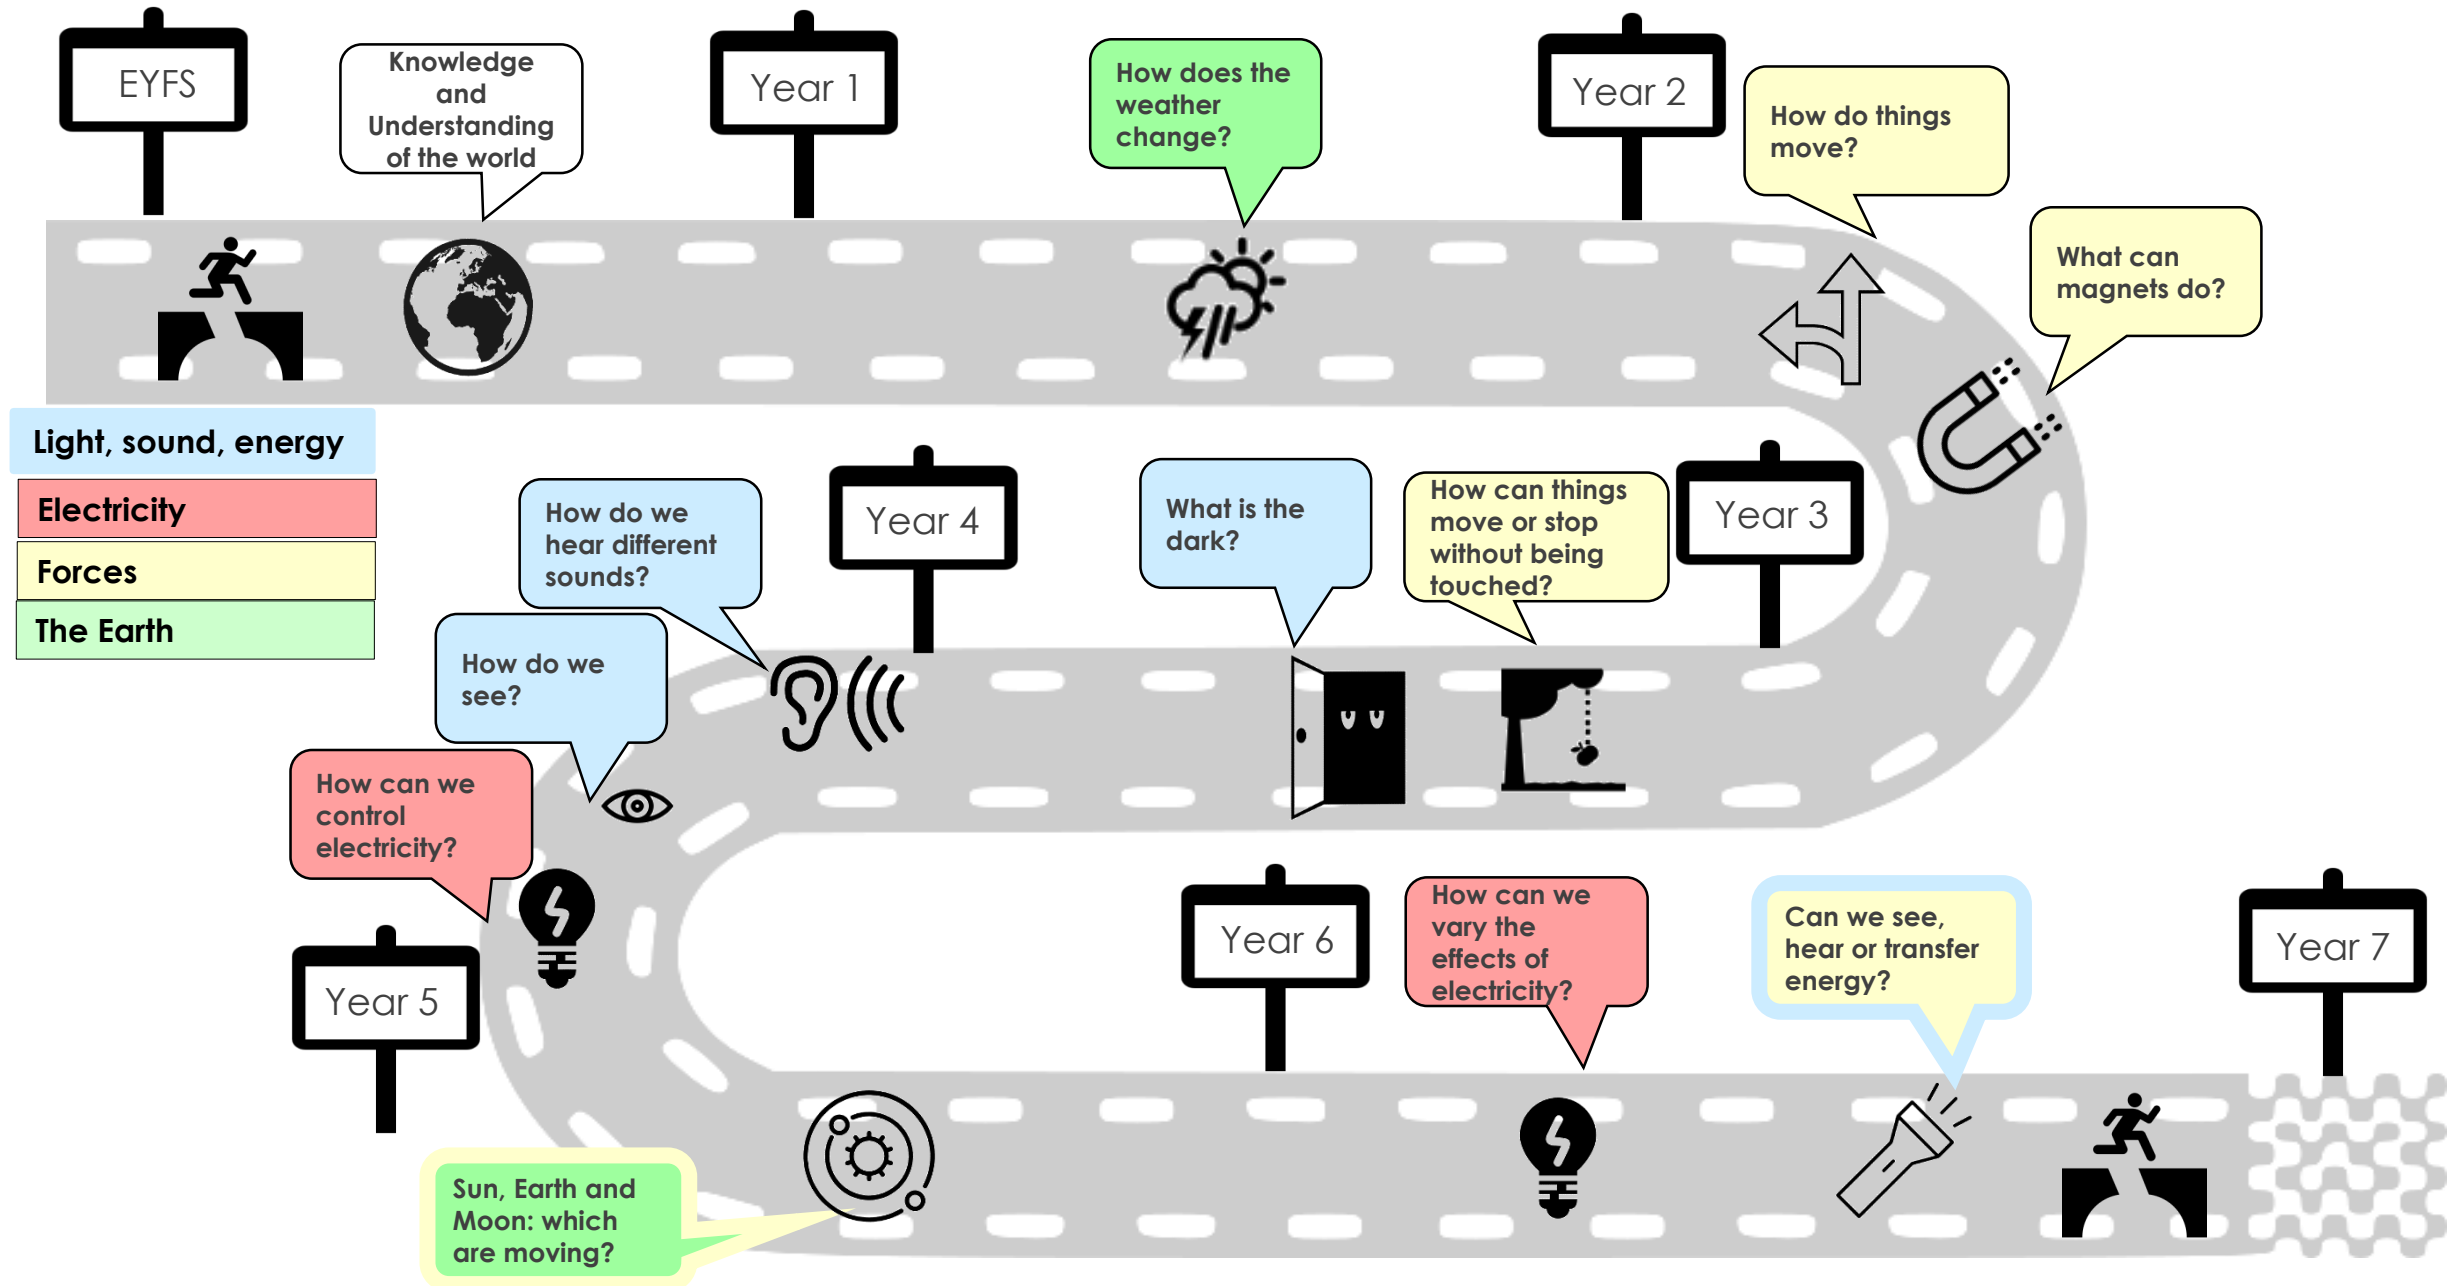 EYFS
Knowledge
and
Understanding
of the world
Year 1
How does the
weather
change?
Year 2
How do things
move?
What can
magnets do?
Light, sound, energy
Electricity
Forces
The Earth
Year 3
How can things
move or stop
without being
touched?
What is the
dark?
Year 4
How do we
hear different
sounds?
How do we
see?
How can we
control
electricity?
Year 5
Sun, Earth and
Moon: which
are moving?
Year 6
How can we
vary the
effects of
electricity?
Can we see,
hear or transfer
energy?
Year 7